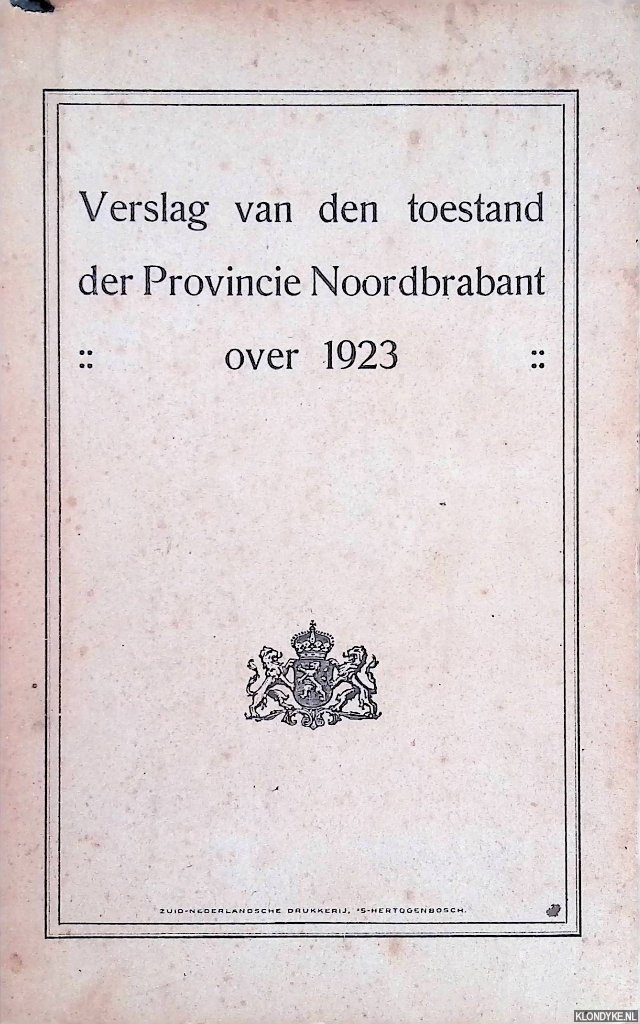 Verslag van den toestand
der Provincie Noordbrabant
:: over 1923 ::
ZUID-NEDERLANDSCHE DRUKKERIJ, 'S-HERTOGENBOSCH.
KLONDYKE.NL